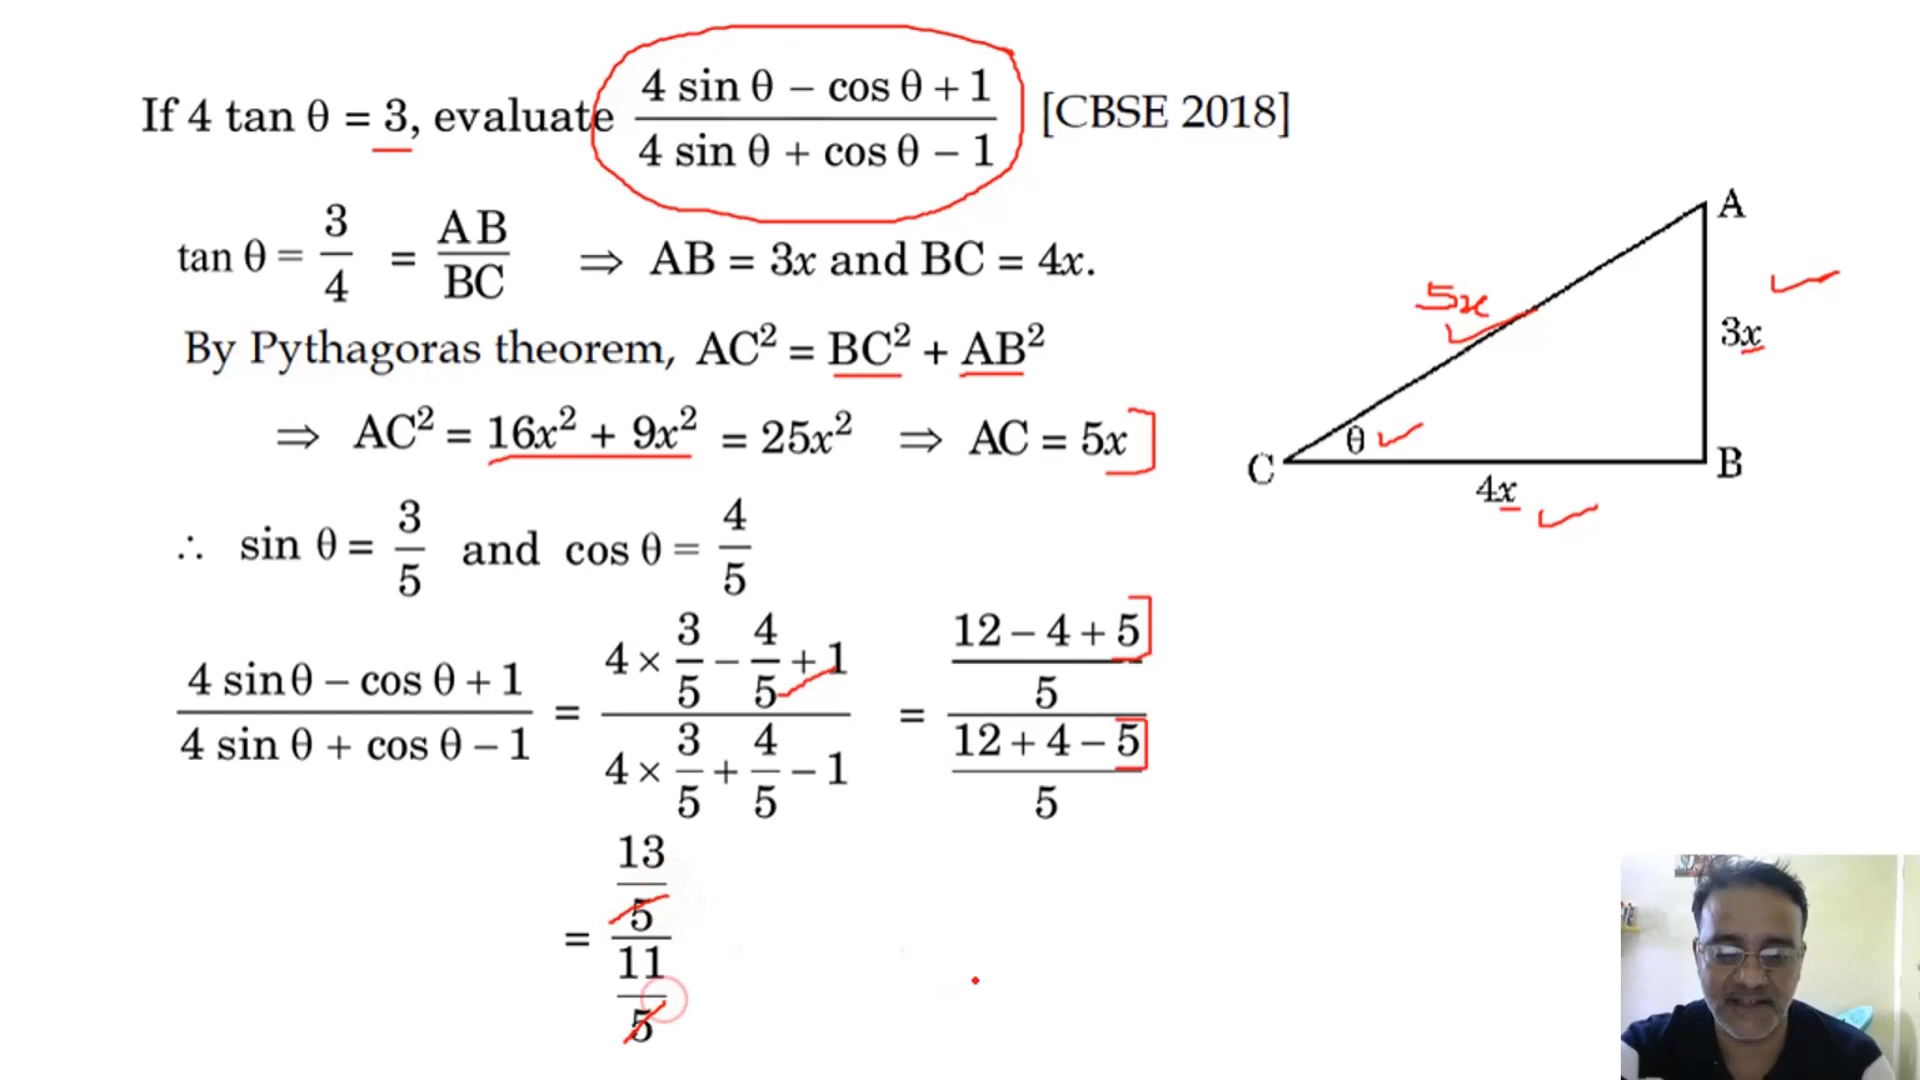 If 4 tan θ = 3, evaluate (4 sin θ − cos θ + 1)/(4 sin θ + cos θ − 1) [CBSE 2018]
tan θ = 3/4 = AB/BC ⇒ AB = 3x and BC = 4x.
By Pythagoras theorem, AC² = BC² + AB²
⇒ AC² = 16x² + 9x² = 25x² ⇒ AC = 5x
∴ sin θ = 3/5 and cos θ = 4/5
(4 sin θ − cos θ + 1)/(4 sin θ + cos θ − 1) = (4 × 3/5 − 4/5 + 1)/(4 × 3/5 + 4/5 − 1) = ((12 − 4 + 5)/5)/((12 + 4 − 5)/5)
= (13/5)/(11/5)
A
5x
3x
θ
C
B
4x